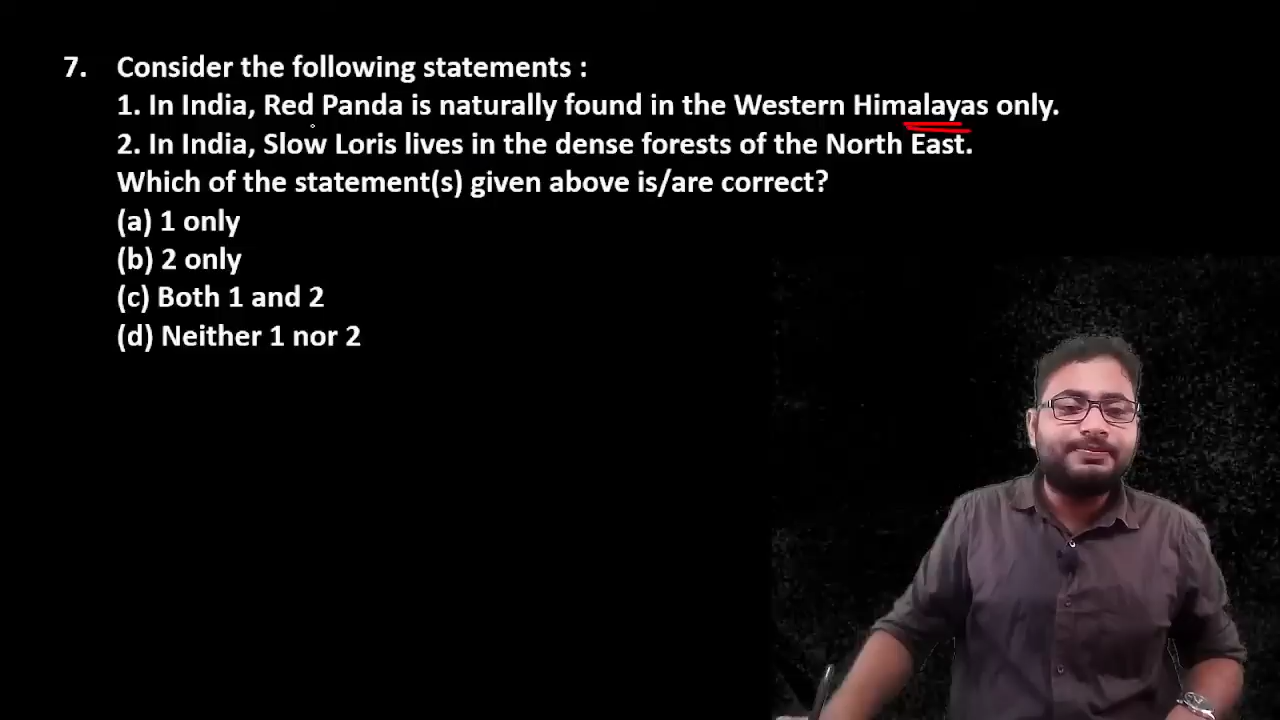 7. Consider the following statements :
1. In India, Red Panda is naturally found in the Western Himalayas only.
2. In India, Slow Loris lives in the dense forests of the North East.
Which of the statement(s) given above is/are correct?
(a) 1 only
(b) 2 only
(c) Both 1 and 2
(d) Neither 1 nor 2